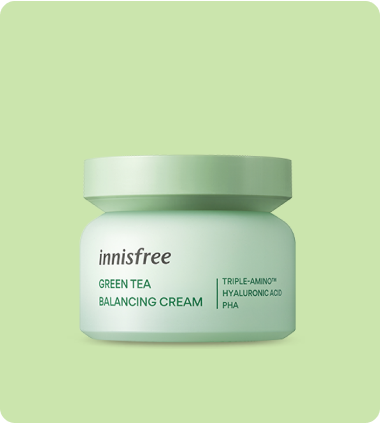 innisfree
GREEN TEA
BALANCING CREAM
TRIPLE-AMINO™
HYALURONIC ACID
PHA